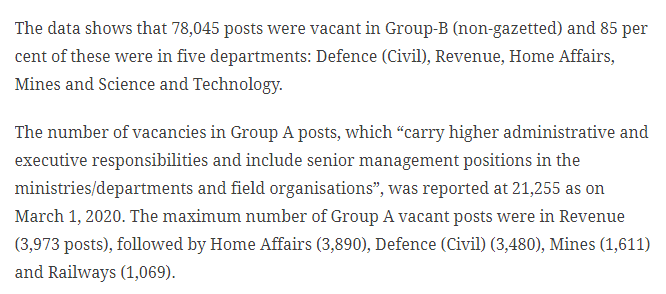 The data shows that 78,045 posts were vacant in Group-B (non-gazetted) and 85 per
cent of these were in five departments: Defence (Civil), Revenue, Home Affairs,
Mines and Science and Technology.
The number of vacancies in Group A posts, which “carry higher administrative and
executive responsibilities and include senior management positions in the
ministries/departments and field organisations”, was reported at 21,255 as on
March 1, 2020. The maximum number of Group A vacant posts were in Revenue
(3,973 posts), followed by Home Affairs (3,890), Defence (Civil) (3,480), Mines (1,611)
and Railways (1,069).